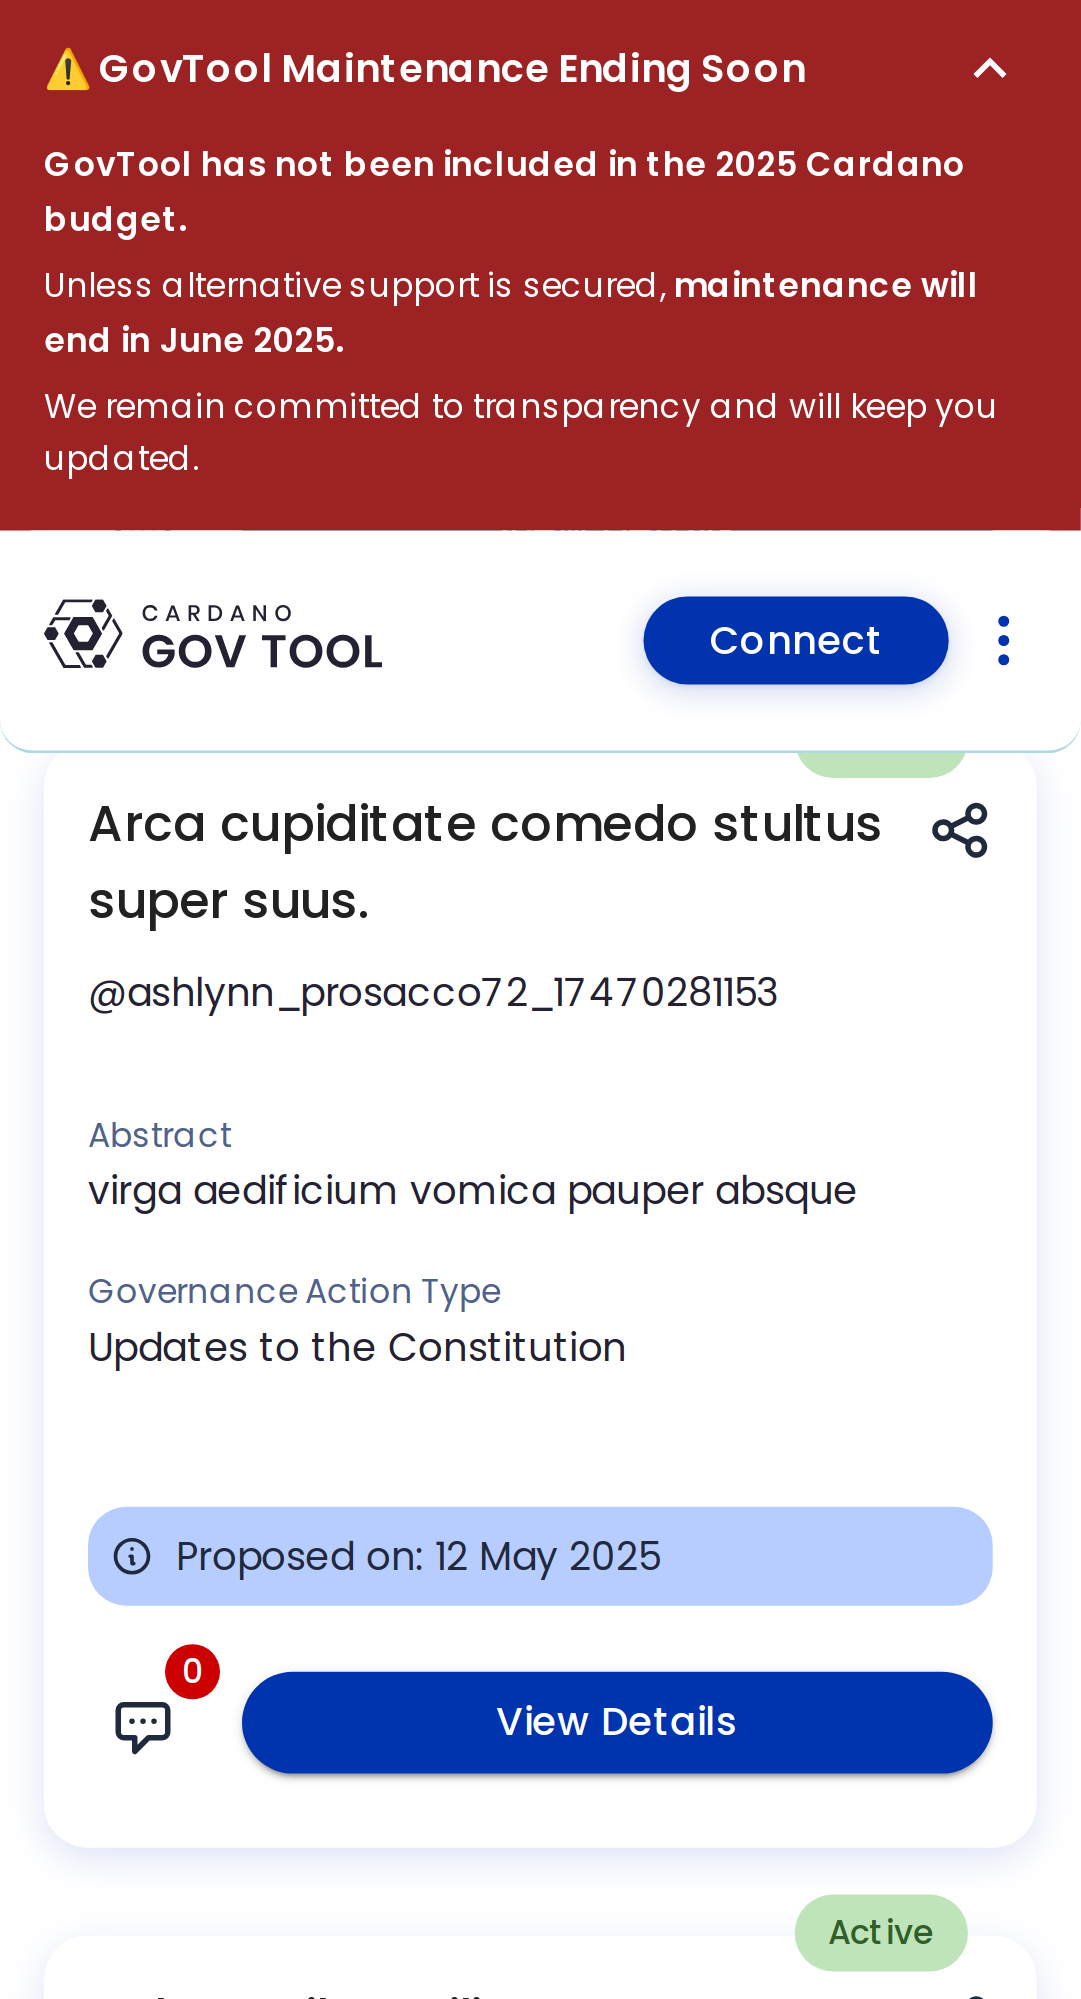 ⚠️ GovTool Maintenance Ending Soon
GovTool has not been included in the 2025 Cardano
budget.
Unless alternative support is secured, maintenance will
end in June 2025.
We remain committed to transparency and will keep you
updated.
CARDANO
GOV TOOL
Connect
Arca cupiditate comedo stultus
super suus.
@ashlynn_prosacco72_17470281153
Abstract
virga aedificium vomica pauper absque
Governance Action Type
Updates to the Constitution
Proposed on: 12 May 2025
0
View Details
Active